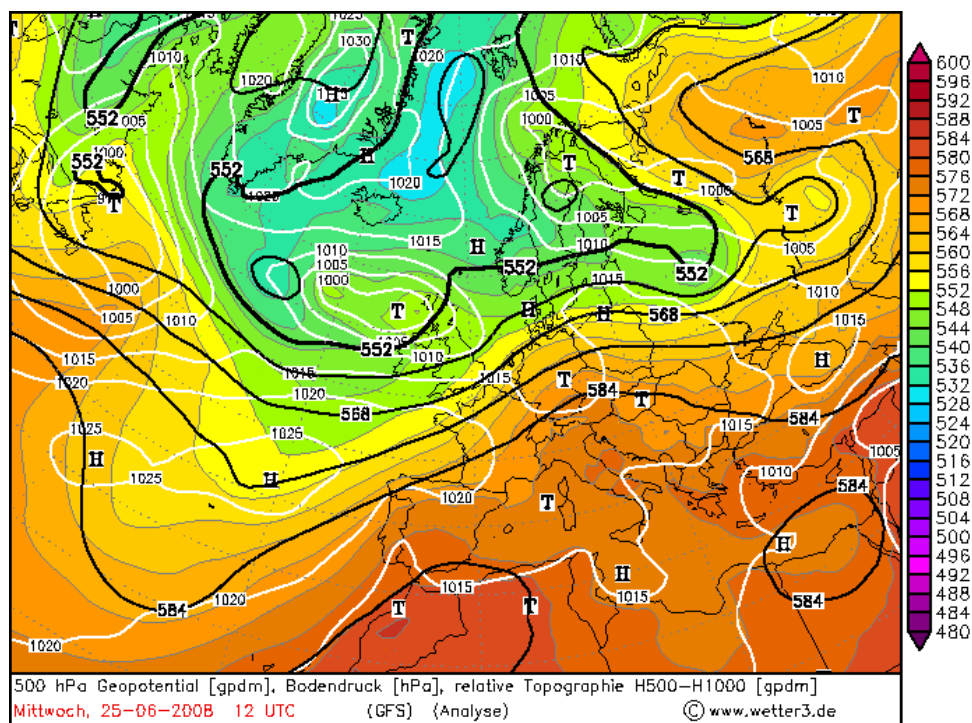 1025 T
H 1030 T 1020 1010
1010 600
1020 1010 596
H 1005 592
552 005 1000 1005 T 588
584
1000 H T 568 580
552 552 1020 T 1000 576
T 1020 1005 T 572
568
1015 H 1010 1005 564
1010 552 552 560
1005 1015 1010 556
1000 1000 552
1005 1010 T H H 568 1015 548
552 544
1015 1010 H 540
1020 1015 1015 T 584 536
568 T 584 532
1025 1025 1015 528
H 1005 524
1025 H 1010 520
1020 584 516
T 512
H 508
504
H 500
1015 496
584 1020 T T 1015 584 492
488
1020 484
480
500 hPa Geopotential [gpdm], Bodendruck [hPa], relative Topographie H500-H1000 [gpdm]
Mittwoch, 25-06-2008 12 UTC (GFS) (Analyse) © www.wetter3.de